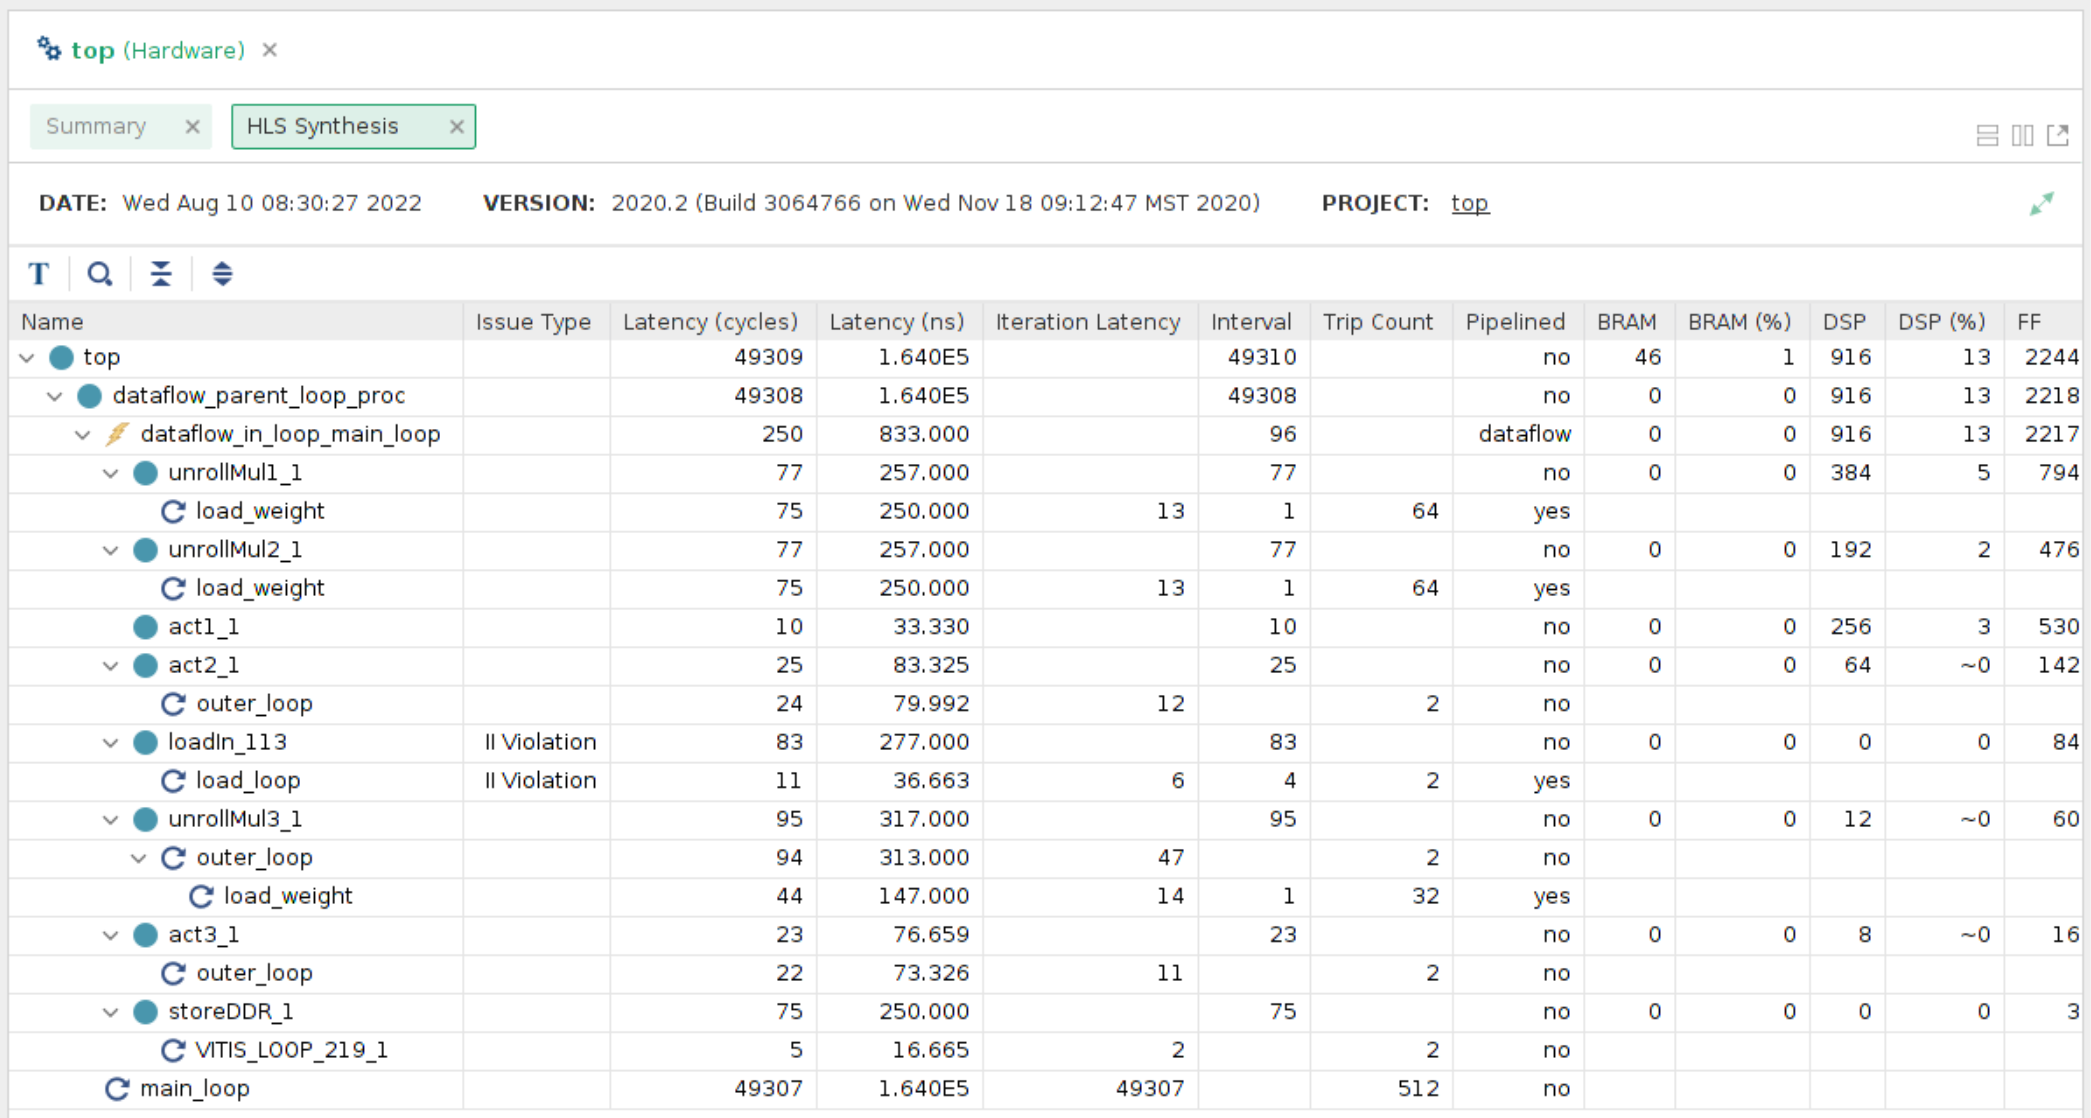 top (Hardware)
Summary HLS Synthesis
DATE: Wed Aug 10 08:30:27 2022 VERSION: 2020.2 (Build 3064766 on Wed Nov 18 09:12:47 MST 2020) PROJECT: top
T
Name Issue Type Latency (cycles) Latency (ns) Iteration Latency Interval Trip Count Pipelined BRAM BRAM (%) DSP DSP (%) FF
top 49309 1.640E5 49310 no 46 1 916 13 2244
dataflow_parent_loop_proc 49308 1.640E5 49308 no 0 0 916 13 2218
dataflow_in_loop_main_loop 250 833.000 96 dataflow 0 0 916 13 2217
unrollMul1_1 77 257.000 77 no 0 0 384 5 794
load_weight 75 250.000 13 1 64 yes
unrollMul2_1 77 257.000 77 no 0 0 192 2 476
load_weight 75 250.000 13 1 64 yes
act1_1 10 33.330 10 no 0 0 256 3 530
act2_1 25 83.325 25 no 0 0 64 ~0 142
outer_loop 24 79.992 12 2 no
loadIn_113 II Violation 83 277.000 83 no 0 0 0 0 84
load_loop II Violation 11 36.663 6 4 2 yes
unrollMul3_1 95 317.000 95 no 0 0 12 ~0 60
outer_loop 94 313.000 47 2 no
load_weight 44 147.000 14 1 32 yes
act3_1 23 76.659 23 no 0 0 8 ~0 16
outer_loop 22 73.326 11 2 no
storeDDR_1 75 250.000 75 no 0 0 0 0 3
VITIS_LOOP_219_1 5 16.665 2 2 no
main_loop 49307 1.640E5 49307 512 no